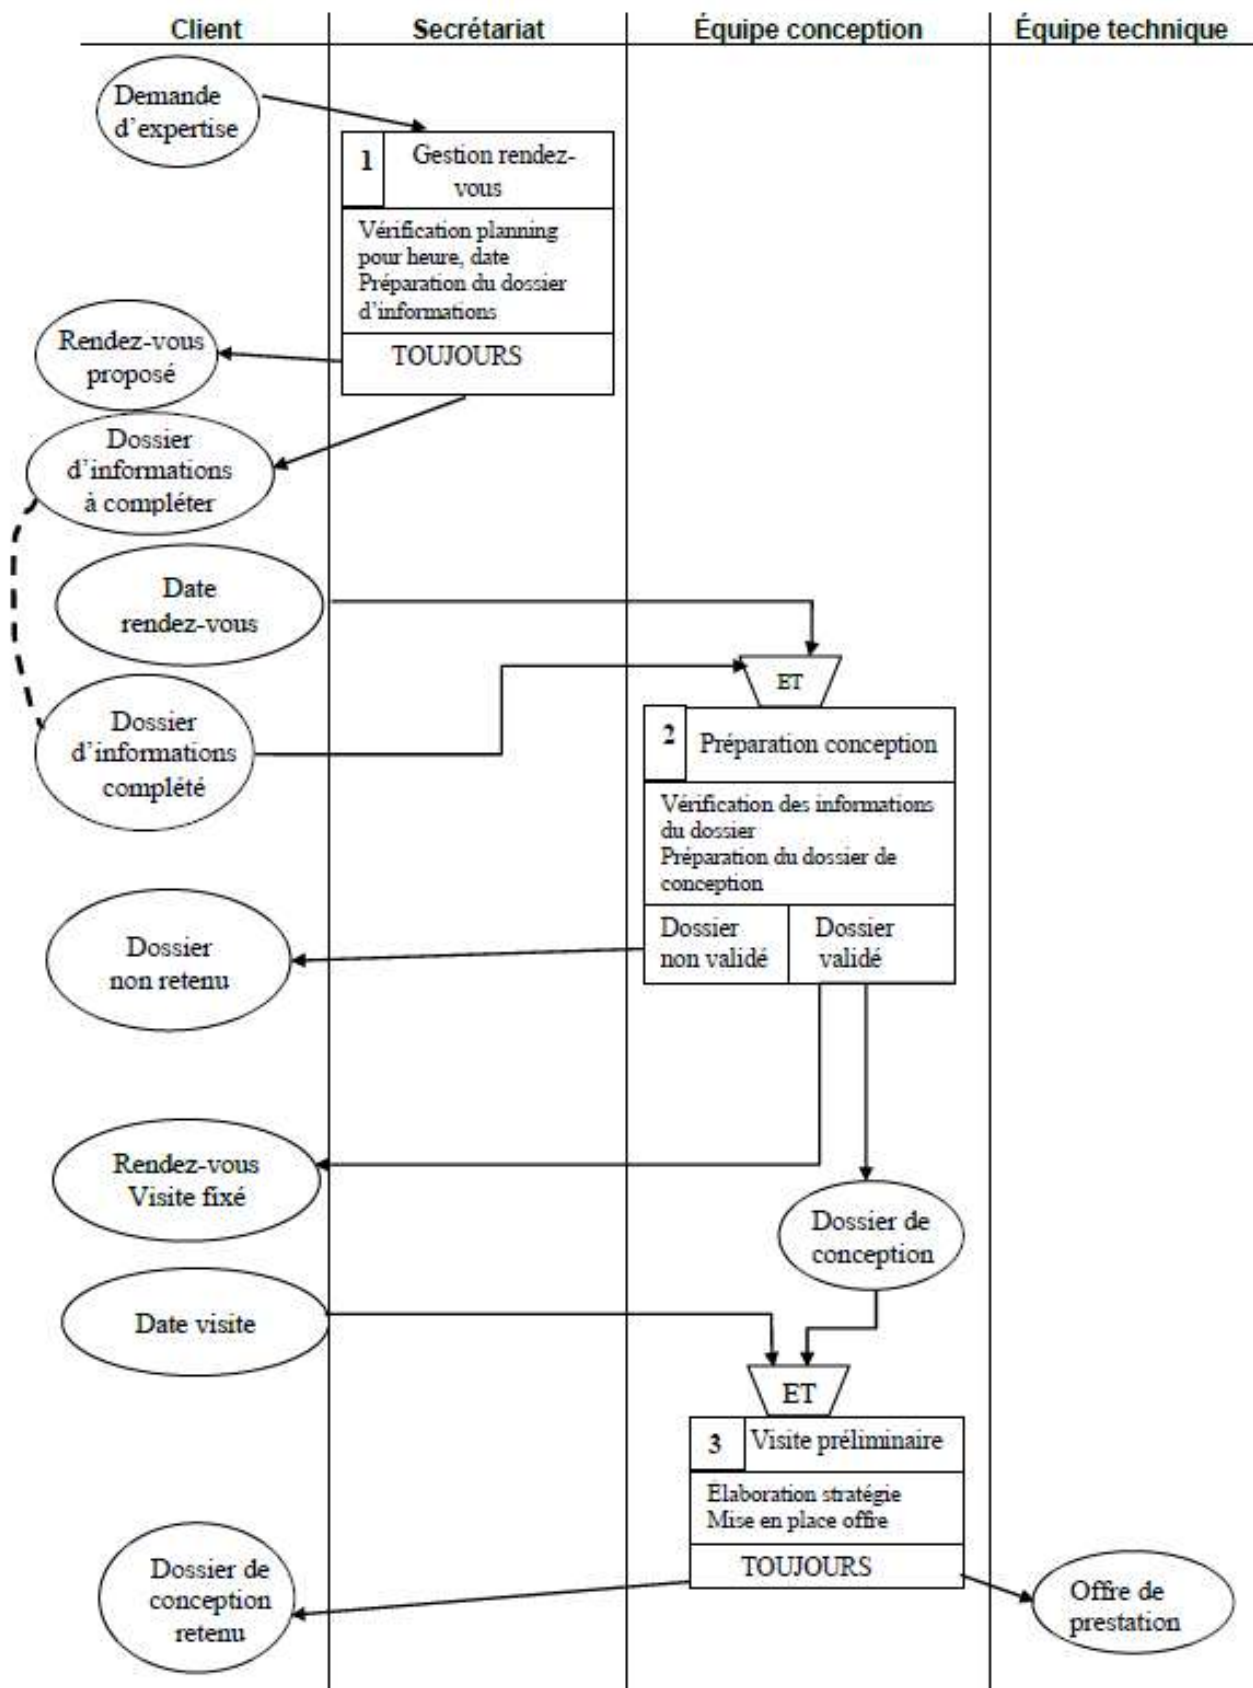 Client
Secrétariat
Équipe conception
Équipe technique
Demande
d'expertise
1
Gestion rendez-
vous
Vérification planning
pour heure, date
Préparation du dossier
d'informations
TOUJOURS
Rendez-vous
proposé
Dossier
d'informations
à compléter
Date
rendez-vous
ET
Dossier
d'informations
complété
2
Préparation conception
Vérification des informations
du dossier
Préparation du dossier de
conception
Dossier
non validé
Dossier
validé
Dossier
non retenu
Rendez-vous
Visite fixé
Dossier de
conception
Date visite
ET
3
Visite préliminaire
Élaboration stratégie
Mise en place offre
TOUJOURS
Dossier de
conception
retenu
Offre de
prestation